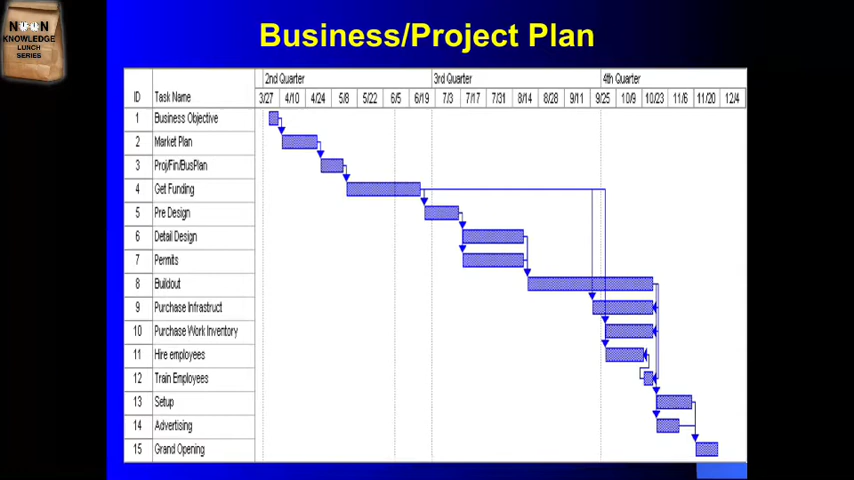 NOON
KNOWLEDGE
LUNCH
SERIES
Business/Project Plan
2nd Quarter 3rd Quarter 4th Quarter
ID Task Name 3/27 4/10 4/24 5/8 5/22 6/5 6/19 7/3 7/17 7/31 8/14 8/28 9/11 9/25 10/9 10/23 11/6 11/20 12/4
1 Business Objective
2 Market Plan
3 Proj/Fin/BusPlan
4 Get Funding
5 Pre Design
6 Detail Design
7 Permits
8 Buildout
9 Purchase Infrastruct
10 Purchase Work Inventory
11 Hire employees
12 Train Employees
13 Setup
14 Advertising
15 Grand Opening